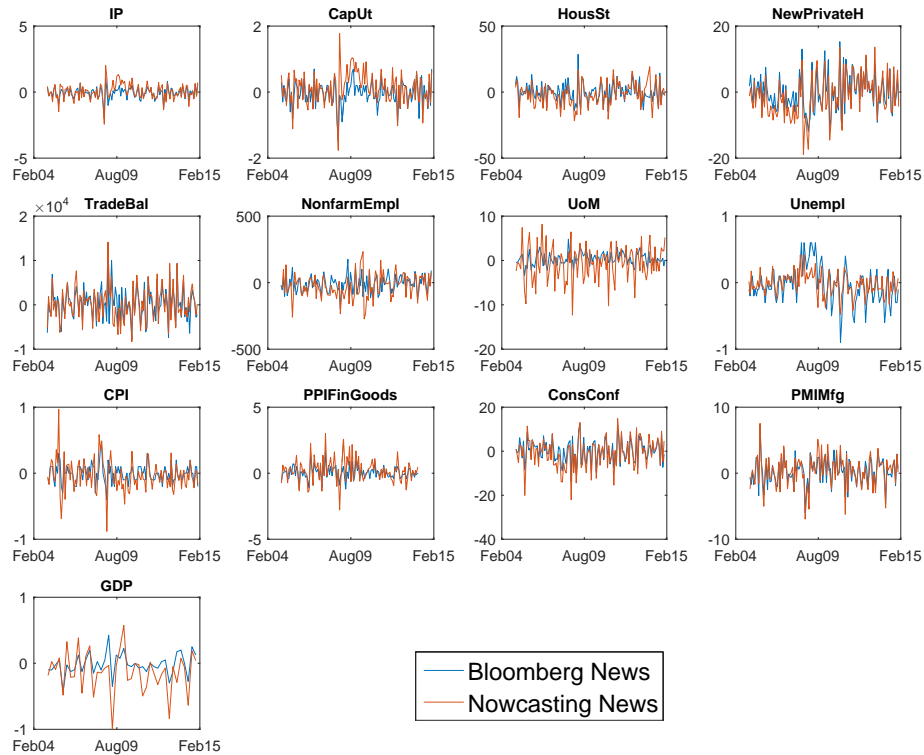 IP
5
0
-5
Feb04 Aug09 Feb15
CapUt
2
0
-2
Feb04 Aug09 Feb15
HousSt
50
0
-50
Feb04 Aug09 Feb15
NewPrivateH
20
0
-20
Feb04 Aug09 Feb15
×10⁴ TradeBal
2
1
0
-1
Feb04 Aug09 Feb15
NonfarmEmpl
500
0
-500
Feb04 Aug09 Feb15
UoM
10
0
-10
-20
Feb04 Aug09 Feb15
Unempl
1
0
-1
Feb04 Aug09 Feb15
CPI
1
0
-1
Feb04 Aug09 Feb15
PPIFinGoods
5
0
-5
Feb04 Aug09 Feb15
ConsConf
20
0
-20
-40
Feb04 Aug09 Feb15
PMIMfg
10
0
-10
Feb04 Aug09 Feb15
GDP
1
0
-1
Feb04 Aug09 Feb15
Bloomberg News
Nowcasting News